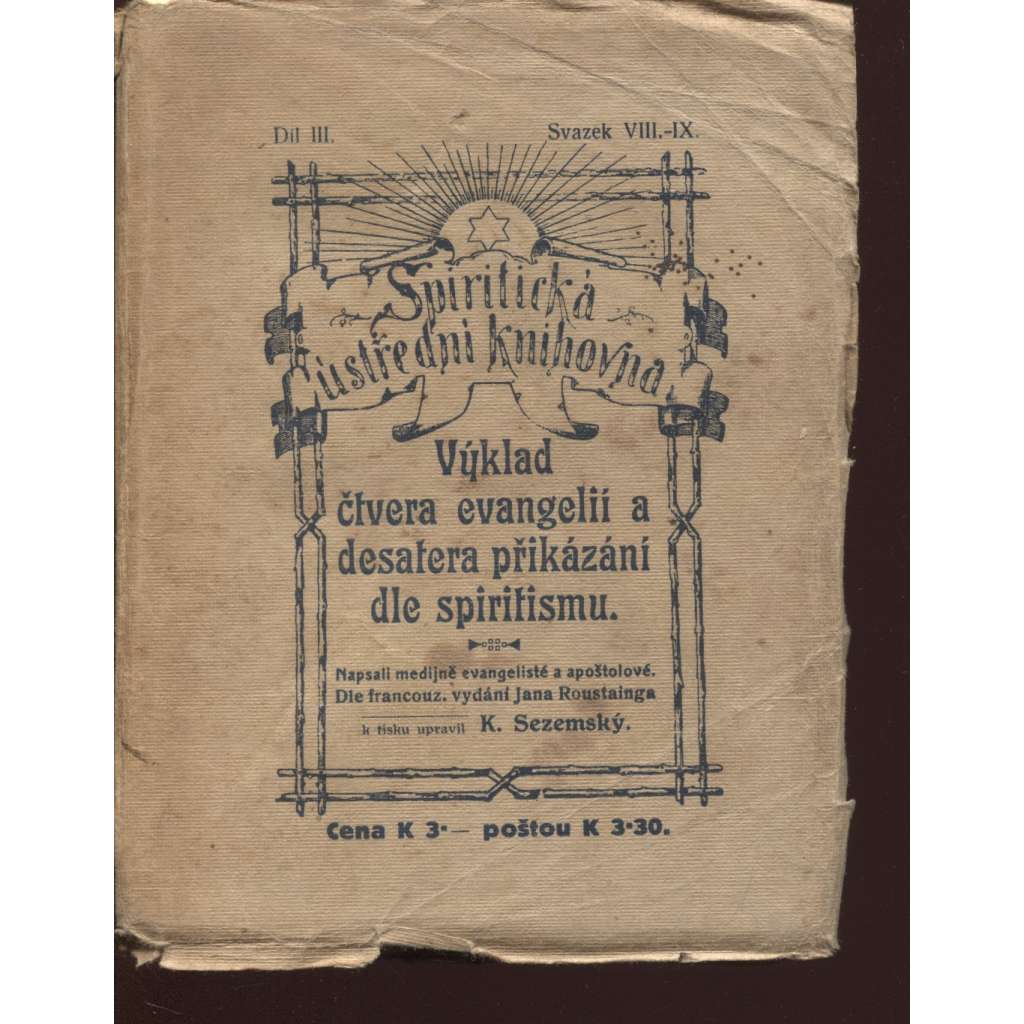 Díl III. Svazek VIII.-IX.
Spiritická
ústřední knihovna
Výklad
čtvera evangelií a
desatera přikázání
dle spiritismu.
Napsali medijně evangelisté a apoštolové.
Dle francouz. vydání Jana Roustainga
k tisku upravil K. Sezemský.
Cena K 3·— poštou K 3·30.